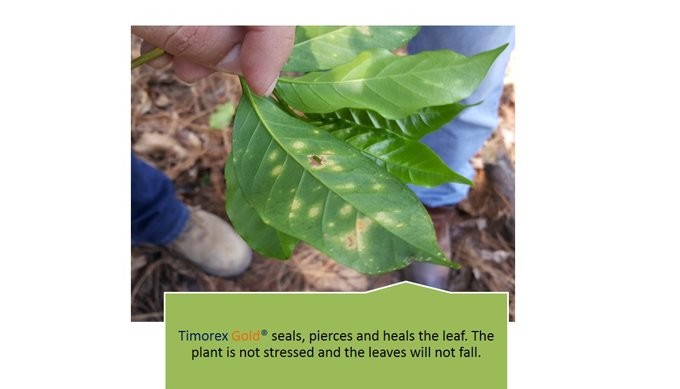 Timorex Gold® seals, pierces and heals the leaf. The
plant is not stressed and the leaves will not fall.